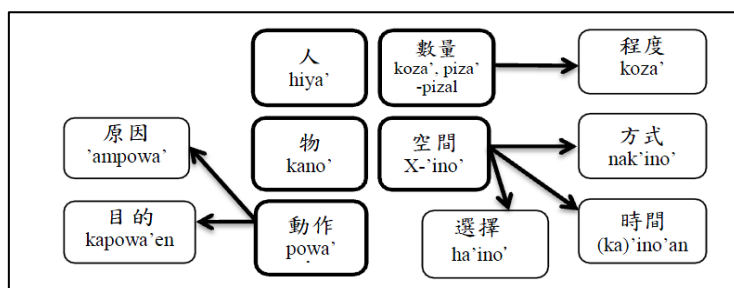 人
hiya’
數量
koza’, piza’
-pizal
程度
koza’
原因
’ampowa’
物
kano’
空間
X-’ino’
方式
nak’ino’
目的
kapowa’en
動作
powa’
選擇
ha’ino’
時間
(ka)’ino’an